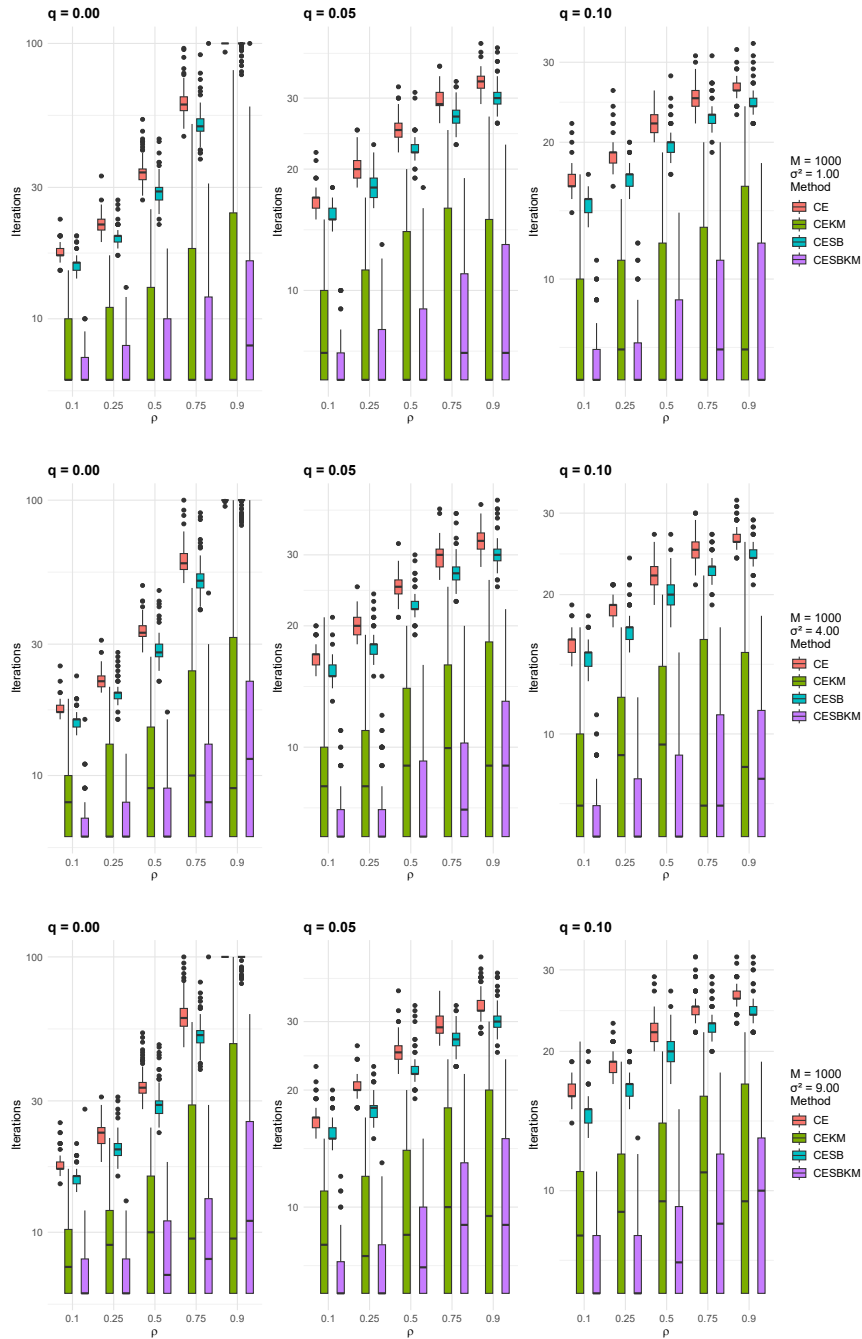 q = 0.00
q = 0.05
q = 0.10
Iterations
100
30
10
0.1 0.25 0.5 0.75 0.9
ρ
Iterations
30
20
10
0.1 0.25 0.5 0.75 0.9
ρ
Iterations
30
20
10
0.1 0.25 0.5 0.75 0.9
ρ
M = 1000
σ² = 1.00
Method
CE
CEKM
CESB
CESBKM
q = 0.00
q = 0.05
q = 0.10
Iterations
100
30
10
0.1 0.25 0.5 0.75 0.9
ρ
Iterations
30
20
10
0.1 0.25 0.5 0.75 0.9
ρ
Iterations
30
20
10
0.1 0.25 0.5 0.75 0.9
ρ
M = 1000
σ² = 4.00
Method
CE
CEKM
CESB
CESBKM
q = 0.00
q = 0.05
q = 0.10
Iterations
100
30
10
0.1 0.25 0.5 0.75 0.9
ρ
Iterations
30
20
10
0.1 0.25 0.5 0.75 0.9
ρ
Iterations
30
20
10
0.1 0.25 0.5 0.75 0.9
ρ
M = 1000
σ² = 9.00
Method
CE
CEKM
CESB
CESBKM